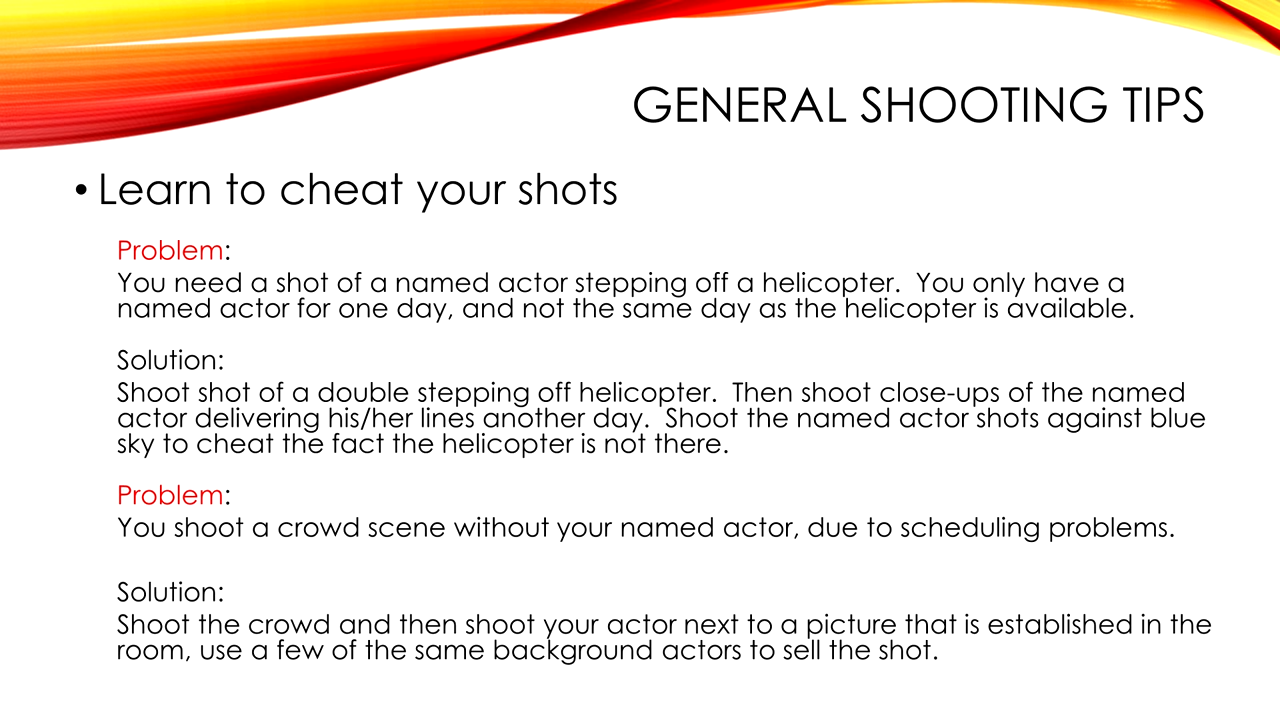 GENERAL SHOOTING TIPS
• Learn to cheat your shots
Problem:
You need a shot of a named actor stepping off a helicopter.  You only have a
named actor for one day, and not the same day as the helicopter is available.
Solution:
Shoot shot of a double stepping off helicopter.  Then shoot close-ups of the named
actor delivering his/her lines another day.  Shoot the named actor shots against blue
sky to cheat the fact the helicopter is not there.
Problem:
You shoot a crowd scene without your named actor, due to scheduling problems.
Solution:
Shoot the crowd and then shoot your actor next to a picture that is established in the
room, use a few of the same background actors to sell the shot.